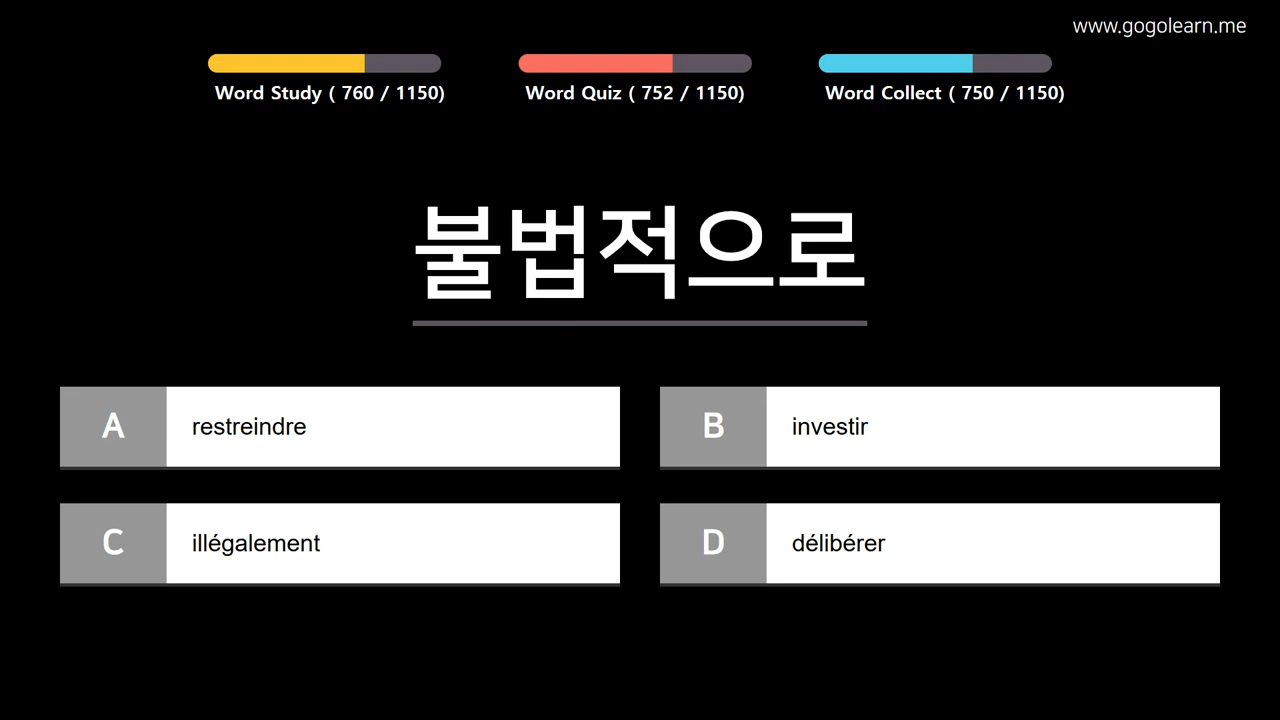 www.gogolearn.me
Word Study ( 760 / 1150)
Word Quiz ( 752 / 1150)
Word Collect ( 750 / 1150)
불법적으로
A restreindre
B investir
C illégalement
D délibérer